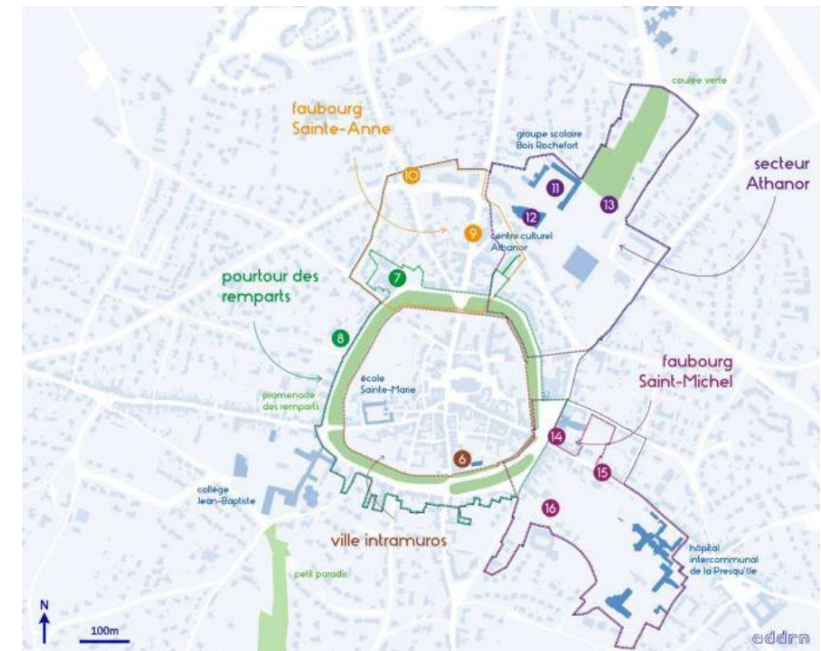 coulée verte
faubourg
Sainte-Anne
groupe scolaire
Bois Rochefort
secteur
Athanor
10
11
13
12
9
centre culturel
Athanor
pourtour des
remparts
7
8
faubourg
Saint-Michel
école
Sainte-Marie
promenade
des remparts
14
6
15
collège
Jean-Baptiste
16
ville intramuros
hôpital
intercommunal
de la Presqu'île
petit paradis
N
100m
addrn